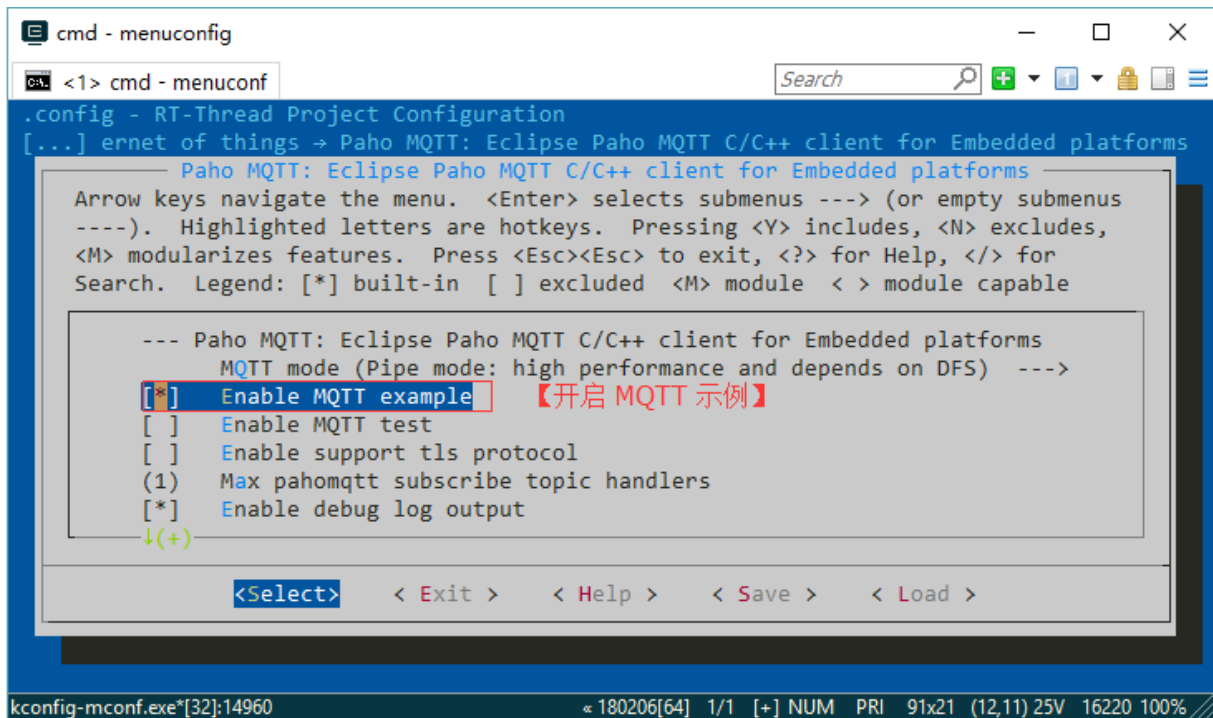 cmd - menuconfig
<1> cmd - menuconf
Search
.config - RT-Thread Project Configuration
[...] ernet of things → Paho MQTT: Eclipse Paho MQTT C/C++ client for Embedded platforms
Paho MQTT: Eclipse Paho MQTT C/C++ client for Embedded platforms
Arrow keys navigate the menu.  <Enter> selects submenus ---> (or empty submenus
----).  Highlighted letters are hotkeys.  Pressing <Y> includes, <N> excludes,
<M> modularizes features.  Press <Esc><Esc> to exit, <?> for Help, </> for
Search.  Legend: [*] built-in  [ ] excluded  <M> module  < > module capable
--- Paho MQTT: Eclipse Paho MQTT C/C++ client for Embedded platforms
MQTT mode (Pipe mode: high performance and depends on DFS)  --->
[*]   Enable MQTT example 【开启 MQTT 示例】
[ ]   Enable MQTT test
[ ]   Enable support tls protocol
(1)   Max pahomqtt subscribe topic handlers
[*]   Enable debug log output
↓(+)
<Select>    < Exit >    < Help >    < Save >    < Load >
kconfig-mconf.exe*[32]:14960 « 180206[64] 1/1 [+] NUM PRI 91x21 (12,11) 25V 16220 100%